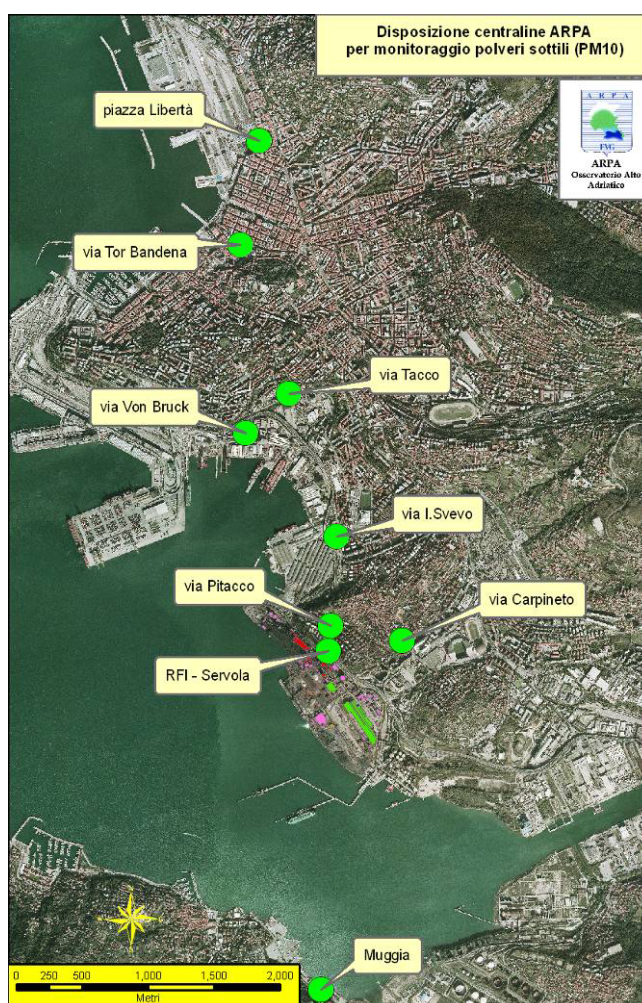 Disposizione centraline ARPA
per monitoraggio polveri sottili (PM10)
ARPA
FVG
ARPA
Osservatorio Alto
Adriatico
piazza Libertà
via Tor Bandena
via Tacco
via Von Bruck
via I.Svevo
via Pitacco
via Carpineto
RFI - Servola
Muggia
0 250 500 1,000 1,500 2,000
Metri